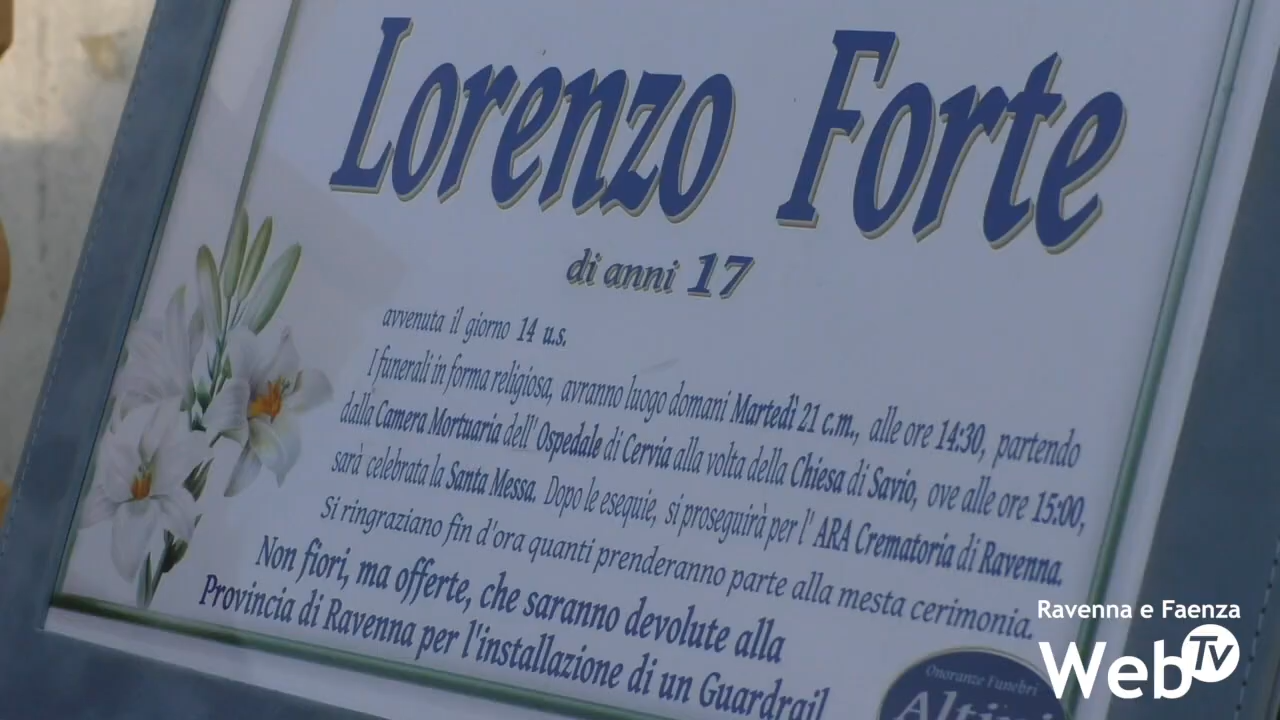 Lorenzo Forte
di anni 17
avvenuta il giorno 14 u.s.
I funerali in forma religiosa, avranno luogo domani Martedì 21 c.m., alle ore 14:30, partendo
dalla Camera Mortuaria dell' Ospedale di Cervia alla volta della Chiesa di Savio, ove alle ore 15:00,
sarà celebrata la Santa Messa. Dopo le esequie, si proseguirà per l' ARA Crematoria di Ravenna.
Si ringraziano fin d'ora quanti prenderanno parte alla mesta cerimonia.
Non fiori, ma offerte, che saranno devolute alla
Provincia di Ravenna per l'installazione di un Guardrail
Onoranze Funebri
Ravenna e Faenza
WebTV